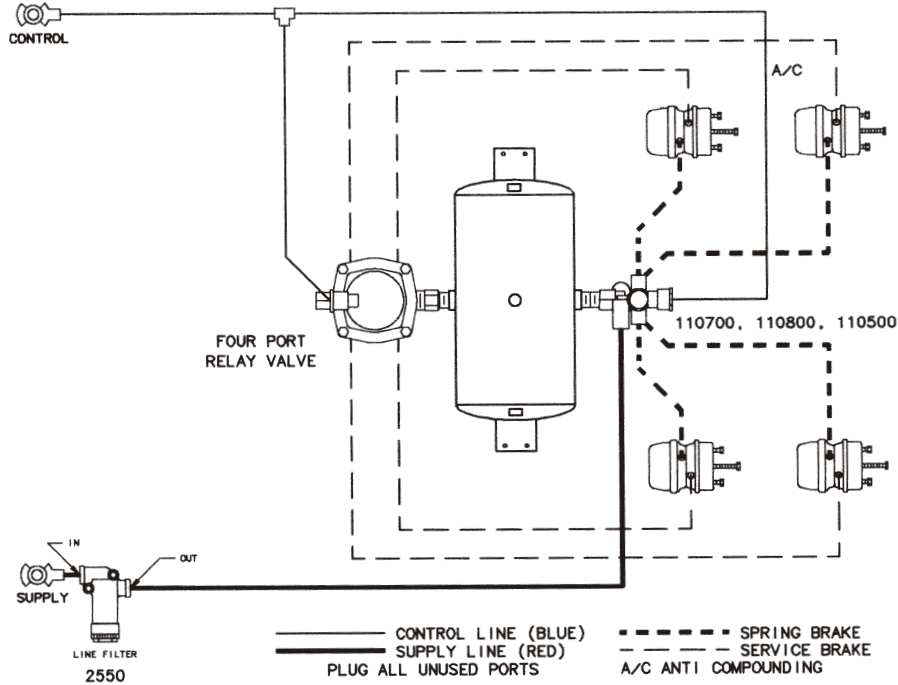 CONTROL
A/C
110700, 110800, 110500
FOUR PORT
RELAY VALVE
IN
OUT
SUPPLY
LINE FILTER
2550
CONTROL LINE (BLUE)
SUPPLY LINE (RED)
PLUG ALL UNUSED PORTS
SPRING BRAKE
SERVICE BRAKE
A/C ANTI COMPOUNDING